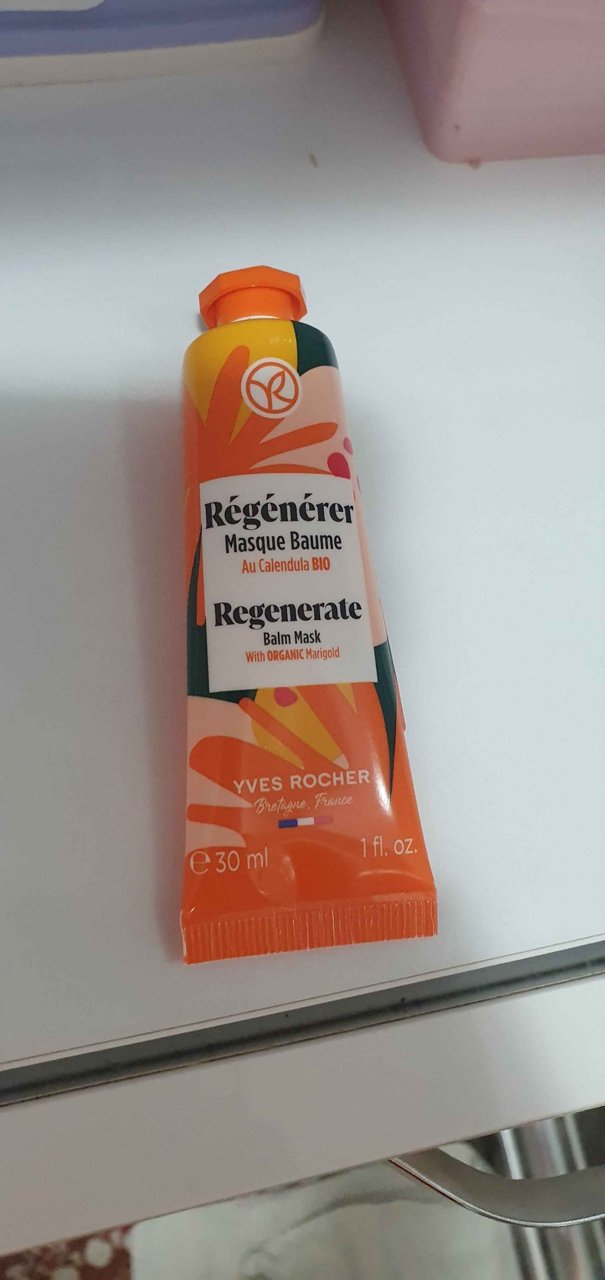 YR
Régénérer
Masque Baume
Au Calendula BIO
Regenerate
Balm Mask
With ORGANIC Marigold
YVES ROCHER
Bretagne, France
℮ 30 ml 1 fl. oz.